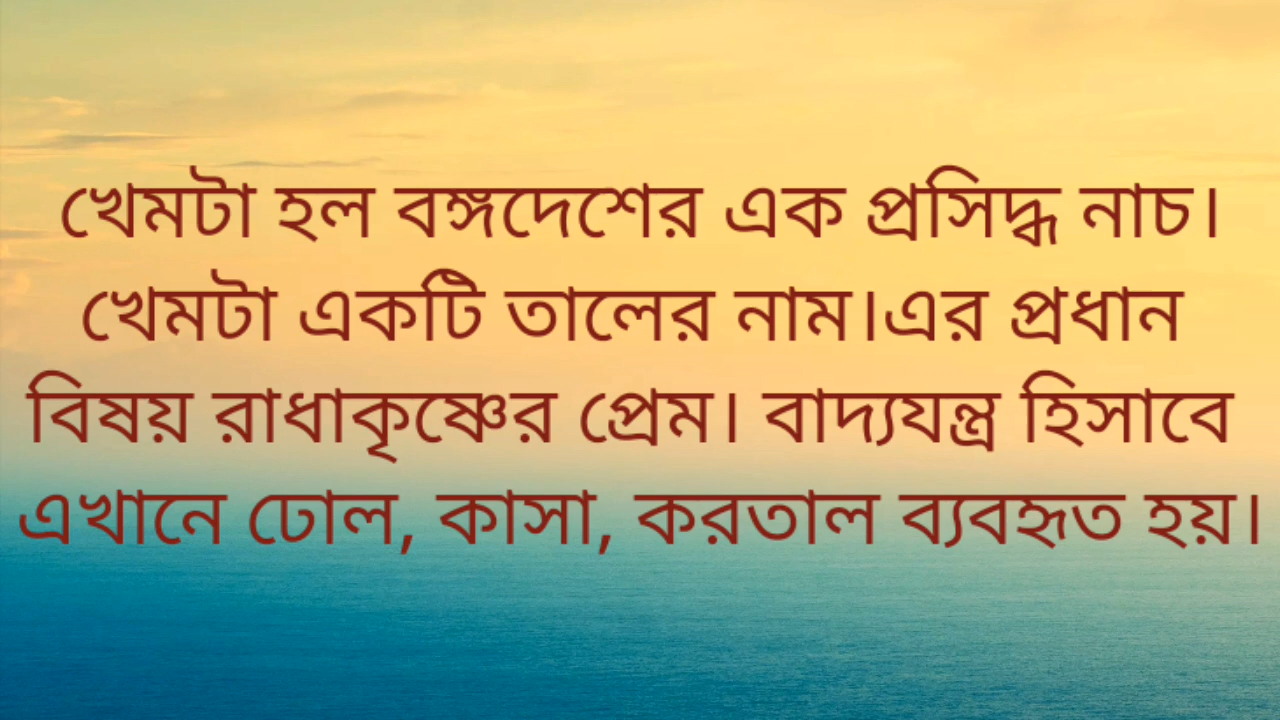 খেমটা হল বঙ্গদেশের এক প্রসিদ্ধ নাচ।
খেমটা একটি তালের নাম।এর প্রধান
বিষয় রাধাকৃষ্ণের প্রেম। বাদ্যযন্ত্র হিসাবে
এখানে ঢোল, কাসা, করতাল ব্যবহৃত হয়।